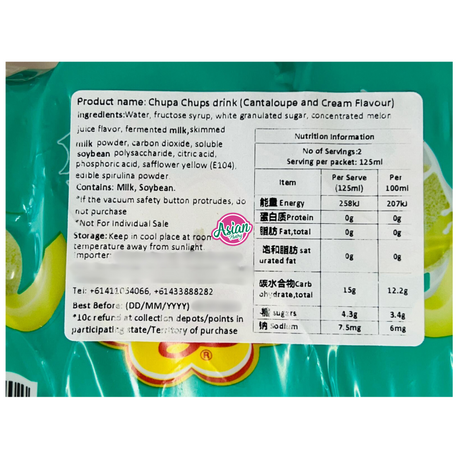 Product name: Chupa Chups drink (Cantaloupe and Cream Flavour)
Ingredients:Water, fructose syrup, white granulated sugar, concentrated melon
juice flavor, fermented milk,skimmed
milk powder, carbon dioxide, soluble
soybean polysaccharide, citric acid,
phosphoric acid, safflower yellow (E104),
edible spirulina powder
Contains: Milk, Soybean.
*If the vacuum safety button protrudes, do
not purchase
*Not For Individual Sale
Storage: Keep in cool place at room
temperature away from sunlight
Importer:
Tel: +61411054066, +61433888282
Best Before: (DD/MM/YYYY)
*10c refund at collection depots/points in
participating state/Territory of purchase
Asian
Nutrition Information
No of Servings:2
Serving per packet: 125ml
Item Per Serve (125ml) Per 100ml
能量 Energy 258kJ 207kJ
蛋白质Protein 0g 0g
脂肪 Fat,total 0g 0g
饱和脂肪 sat
urated fat 0g 0g
碳水合物Carb
ohydrate,total 15g 12.2g
-糖 sugars 4.3g 3.4g
钠 Sodium 7.5mg 6mg
®